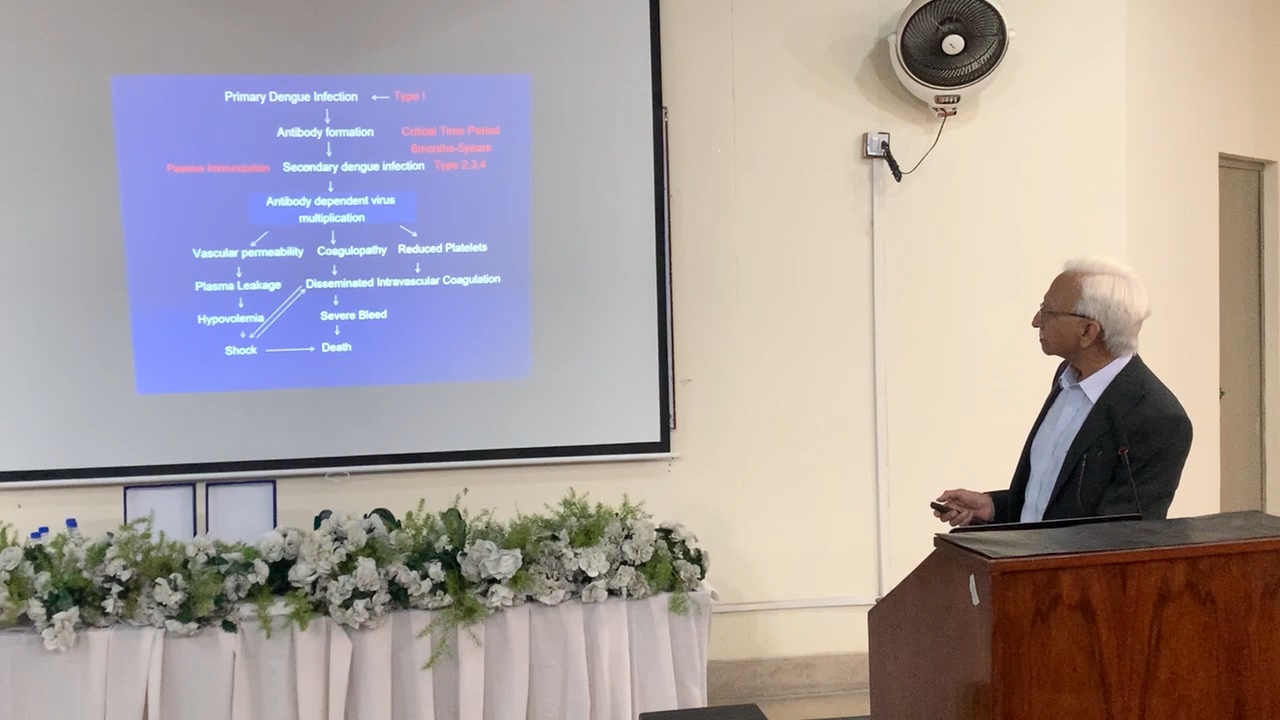 Primary Dengue Infection ← Type I
Antibody formation Critical Time Period
6months-5years
Passive Immunization Secondary dengue infection Type 2,3,4
Antibody dependent virus
multiplication
Vascular permeability Coagulopathy Reduced Platelets
Plasma Leakage Disseminated Intravascular Coagulation
Hypovolemia Severe Bleed
Shock → Death